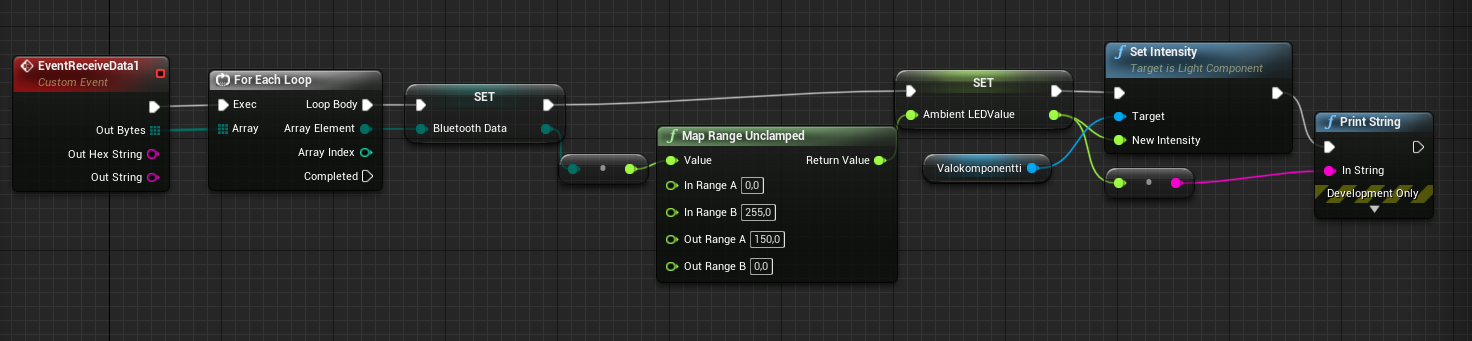 EventReceiveData1
Custom Event
Out Bytes
Out Hex String
Out String
For Each Loop
Exec
Loop Body
Array
Array Element
Array Index
Completed
SET
Bluetooth Data
Map Range Unclamped
Value
Return Value
In Range A 0,0
In Range B 255,0
Out Range A 150,0
Out Range B 0,0
SET
Ambient LEDValue
Valokomponentti
Set Intensity
Target is Light Component
Target
New Intensity
Print String
In String
Development Only